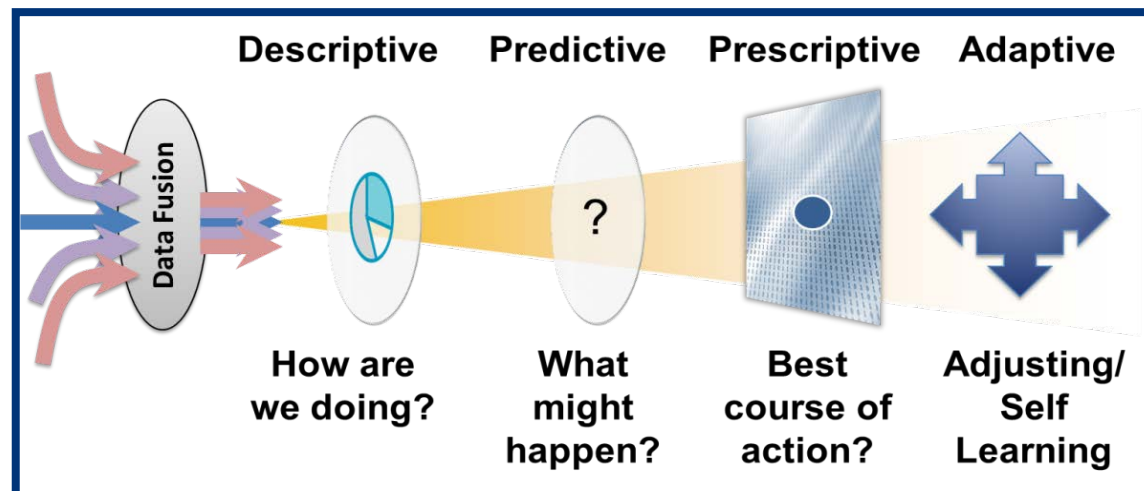 Descriptive
Predictive
Prescriptive
Adaptive
Data Fusion
?
How are
we doing?
What
might
happen?
Best
course of
action?
Adjusting/
Self
Learning